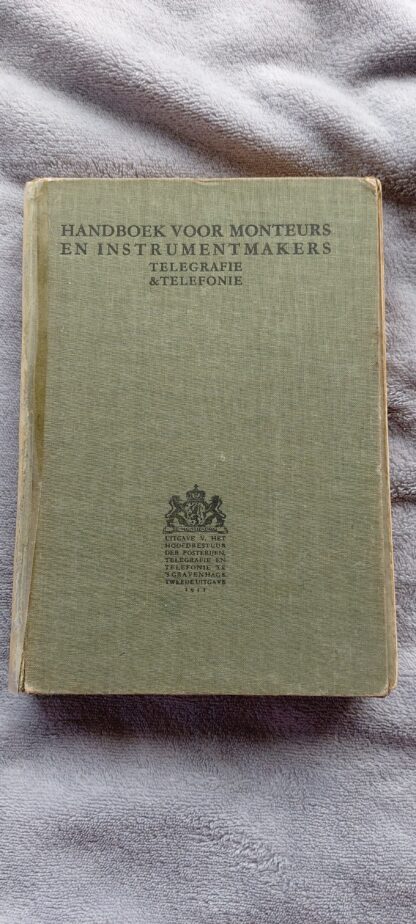 HANDBOEK VOOR MONTEURS
EN INSTRUMENTMAKERS
TELEGRAFIE
& TELEFONIE
UITGAVE V. HET
HOOFDBESTUUR
DER POSTERIJEN,
TELEGRAFIE EN
TELEFONIE TE
'S GRAVENHAGE
TWEEDE UITGAVE